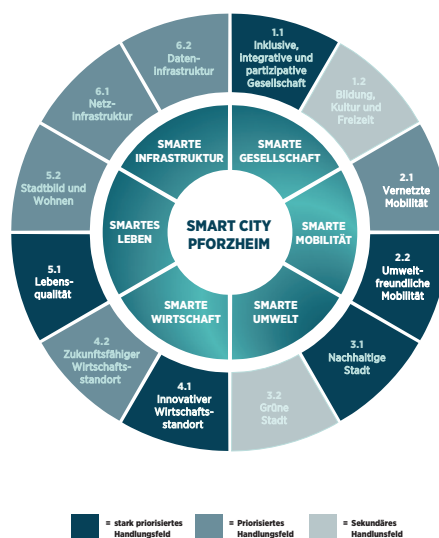 SMART CITY
PFORZHEIM
SMARTE
GESELLSCHAFT
SMARTE
MOBILITÄT
SMARTE
UMWELT
SMARTE
WIRTSCHAFT
SMARTES
LEBEN
SMARTE
INFRASTRUKTUR
1.1
Inklusive,
integrative und
partizipative
Gesellschaft
1.2
Bildung,
Kultur und
Freizeit
2.1
Vernetzte
Mobilität
2.2
Umwelt-
freundliche
Mobilität
3.1
Nachhaltige
Stadt
3.2
Grüne
Stadt
4.1
Innovativer
Wirtschafts-
standort
4.2
Zukunftsfähiger
Wirtschafts-
standort
5.1
Lebens-
qualität
5.2
Stadtbild und
Wohnen
6.1
Netz-
infrastruktur
6.2
Daten-
infrastruktur
= stark priorisiertes
Handlungsfeld
= Priorisiertes
Handlungsfeld
= Sekundäres
Handlunsfeld